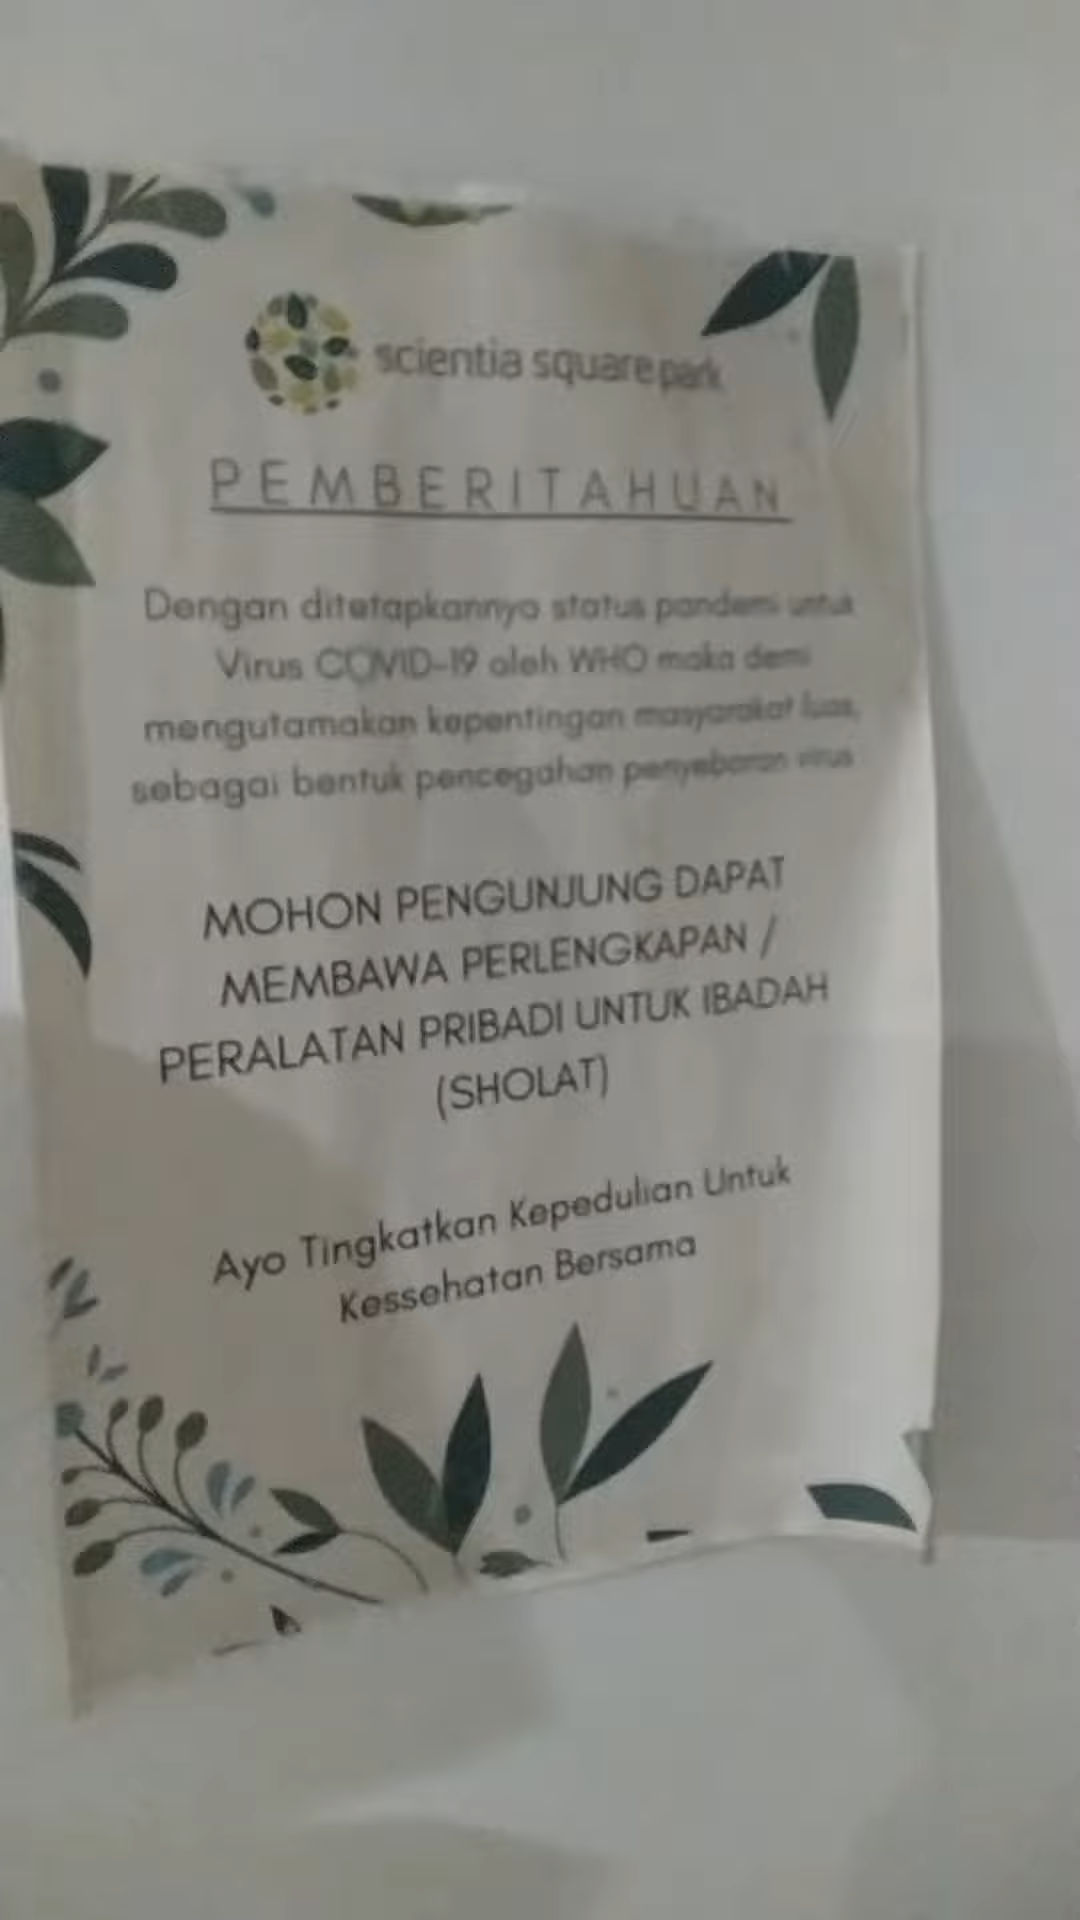 scientia square park
PEMBERITAHUAN
Dengan ditetapkannya status pandemi untuk
Virus COVID-19 oleh WHO maka demi
mengutamakan kepentingan masyarakat luas,
sebagai bentuk pencegahan penyebaran virus
MOHON PENGUNJUNG DAPAT
MEMBAWA PERLENGKAPAN /
PERALATAN PRIBADI UNTUK IBADAH
(SHOLAT)
Ayo Tingkatkan Kepedulian Untuk
Kessehatan Bersama